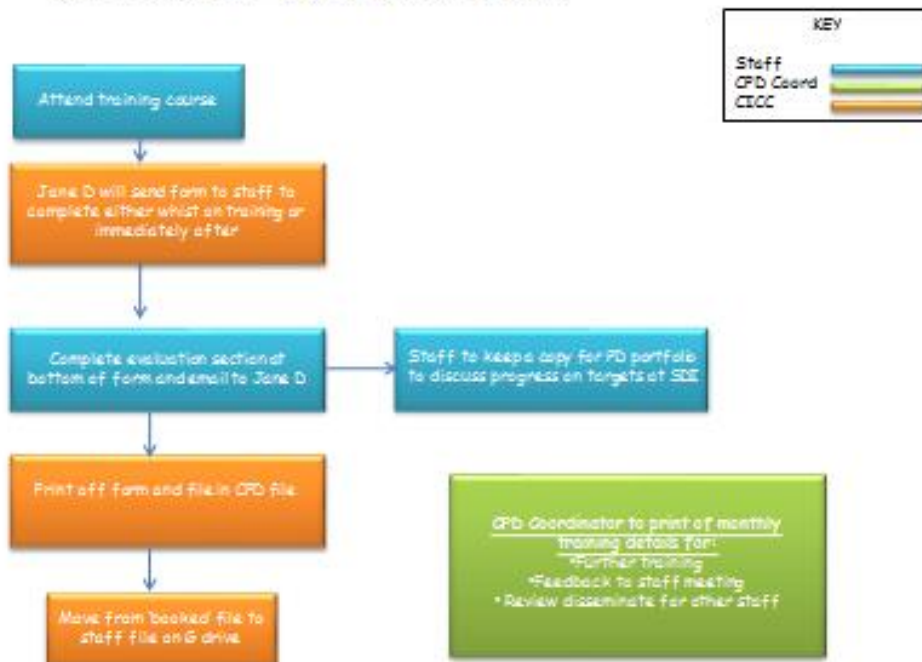 KEY
Staff
CPD Coord
CICC
Attend training course
Jane D will send form to staff to
complete either whist on training or
immediately after
Complete evaluation section at
bottom of form and email to Jane D
Staff to keep a copy for PD portfolio
to discuss progress on targets at SDI
Print off form and file in CPD file
CPD Coordinator to print of monthly
training details for:
•Further training
•Feedback to staff meeting
• Review disseminate for other staff
Move from 'booked' file to
staff file on G drive